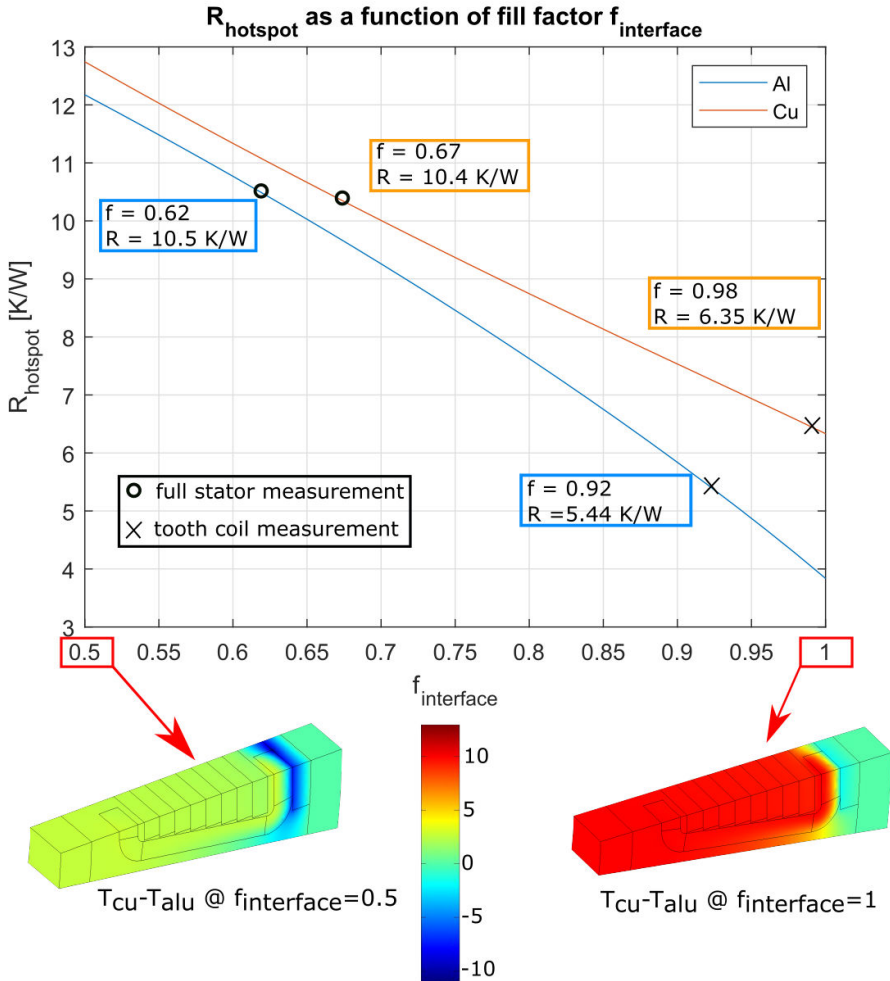 R_hotspot as a function of fill factor f_interface
13
12
11
10
9
8
7
6
5
4
3
R_hotspot [K/W]
Al
Cu
f = 0.67
R = 10.4 K/W
f = 0.62
R = 10.5 K/W
f = 0.98
R = 6.35 K/W
f = 0.92
R =5.44 K/W
full stator measurement
tooth coil measurement
0.5 0.55 0.6 0.65 0.7 0.75 0.8 0.85 0.9 0.95 1
f_interface
10
5
0
-5
-10
T_cu-T_alu @ f_interface=0.5
T_cu-T_alu @ f_interface=1